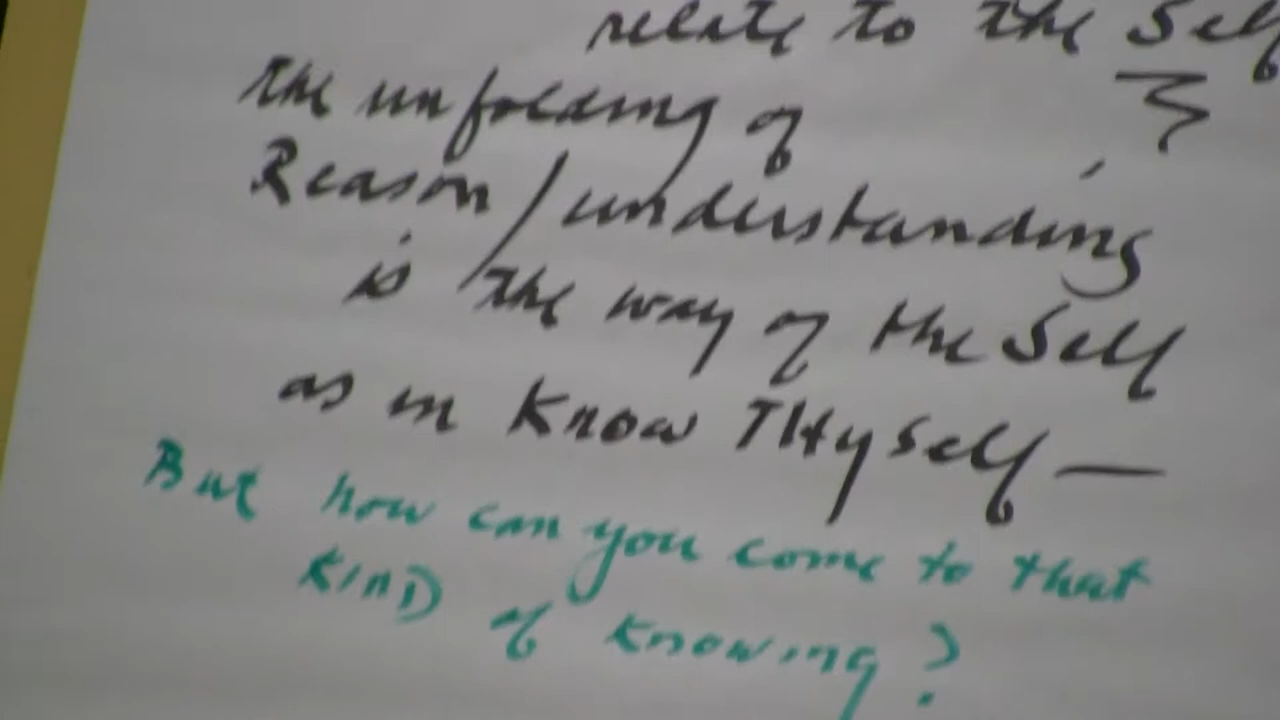 relate to the Self
the unfolding of
Reason/understanding
is the way of the Self
as in Know THyself —
But how can you come to that
KinD of Knowing?